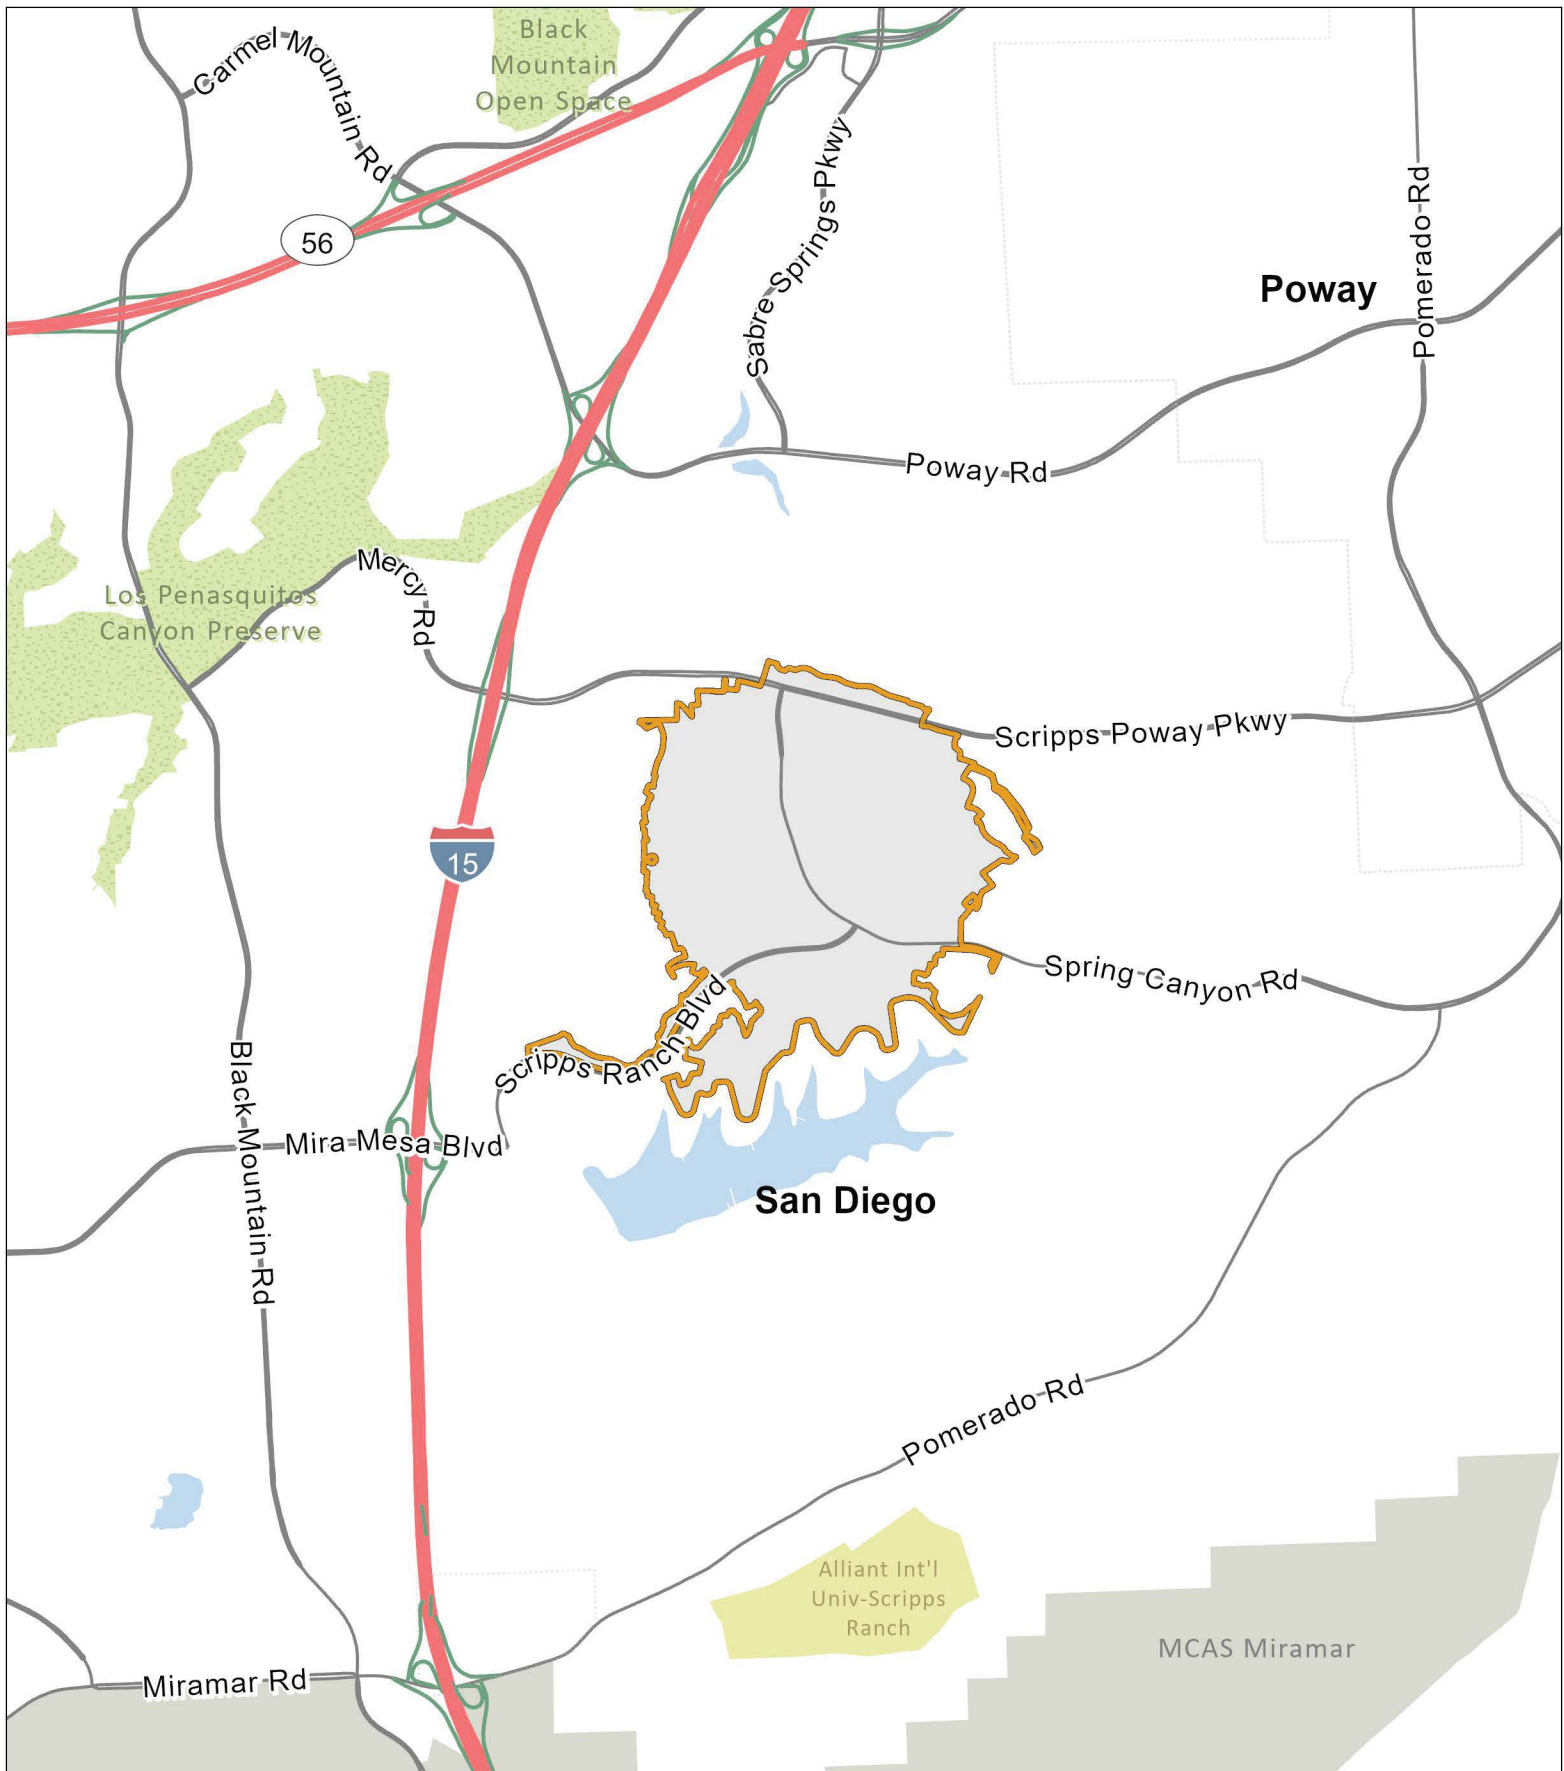 Black
Mountain
Open Space
Carmel Mountain Rd
Sabre Springs Pkwy
Pomerado Rd
56
Poway
Poway Rd
Mercy Rd
Los Penasquitos
Canyon Preserve
Scripps Poway Pkwy
15
Spring Canyon Rd
Scripps Ranch Blvd
Black Mountain Rd
Mira Mesa Blvd
San Diego
Pomerado Rd
Alliant Int'l
Univ-Scripps
Ranch
MCAS Miramar
Miramar Rd